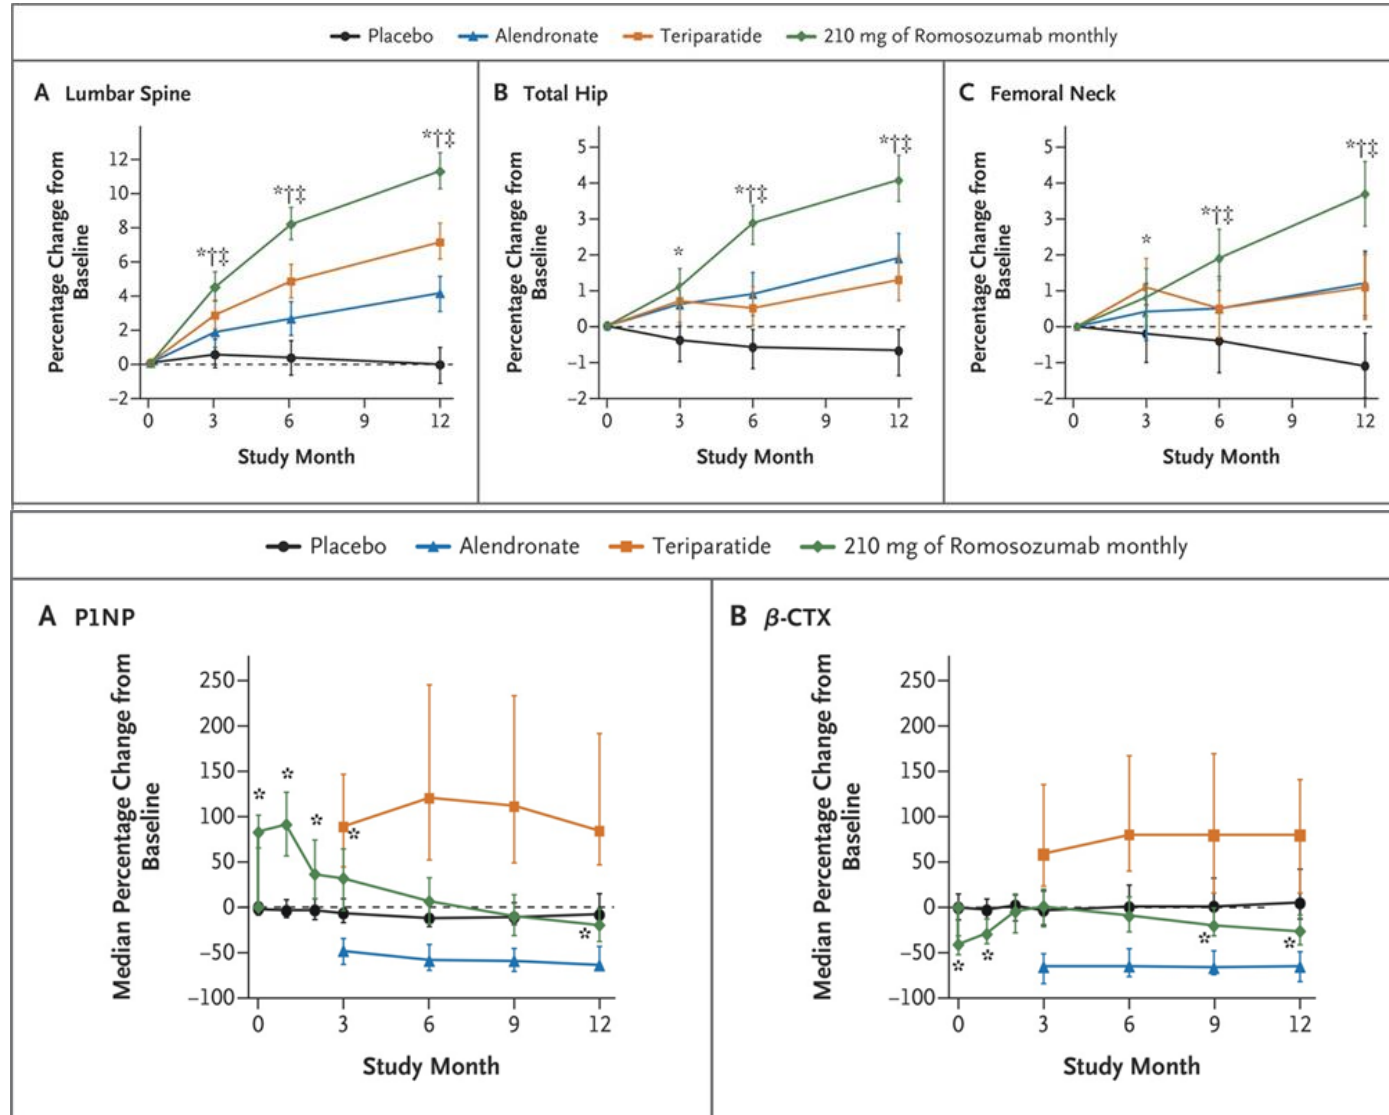 Placebo Alendronate Teriparatide 210 mg of Romosozumab monthly
A Lumbar Spine
Percentage Change from
Baseline
12
10
8
6
4
2
0
−2
*†‡
*†‡
*†‡
0 3 6 9 12
Study Month
B Total Hip
Percentage Change from
Baseline
5
4
3
2
1
0
−1
−2
*
*†‡
*†‡
0 3 6 9 12
Study Month
C Femoral Neck
Percentage Change from
Baseline
5
4
3
2
1
0
−1
−2
*
*†‡
*†‡
0 3 6 9 12
Study Month
Placebo Alendronate Teriparatide 210 mg of Romosozumab monthly
A P1NP
Median Percentage Change from
Baseline
250
200
150
100
50
0
−50
−100
*
*
*
*
*
0 3 6 9 12
Study Month
B β-CTX
Median Percentage Change from
Baseline
250
200
150
100
50
0
−50
−100
*
*
*
*
0 3 6 9 12
Study Month